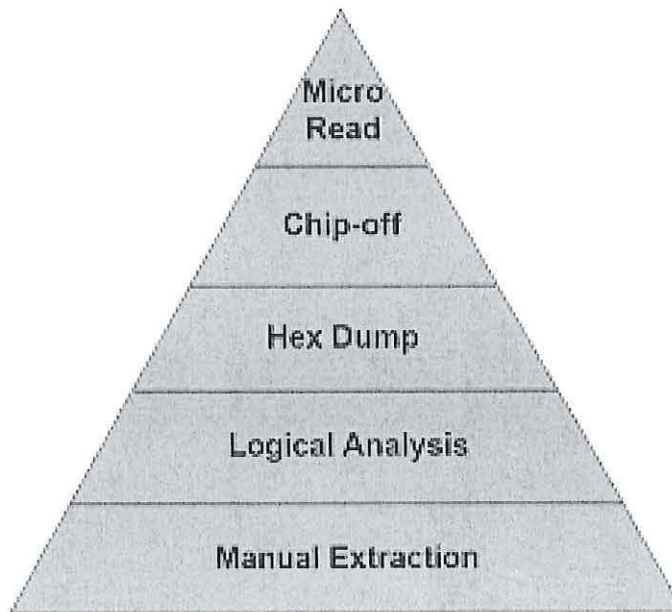 Micro
Read
Chip-off
Hex Dump
Logical Analysis
Manual Extraction